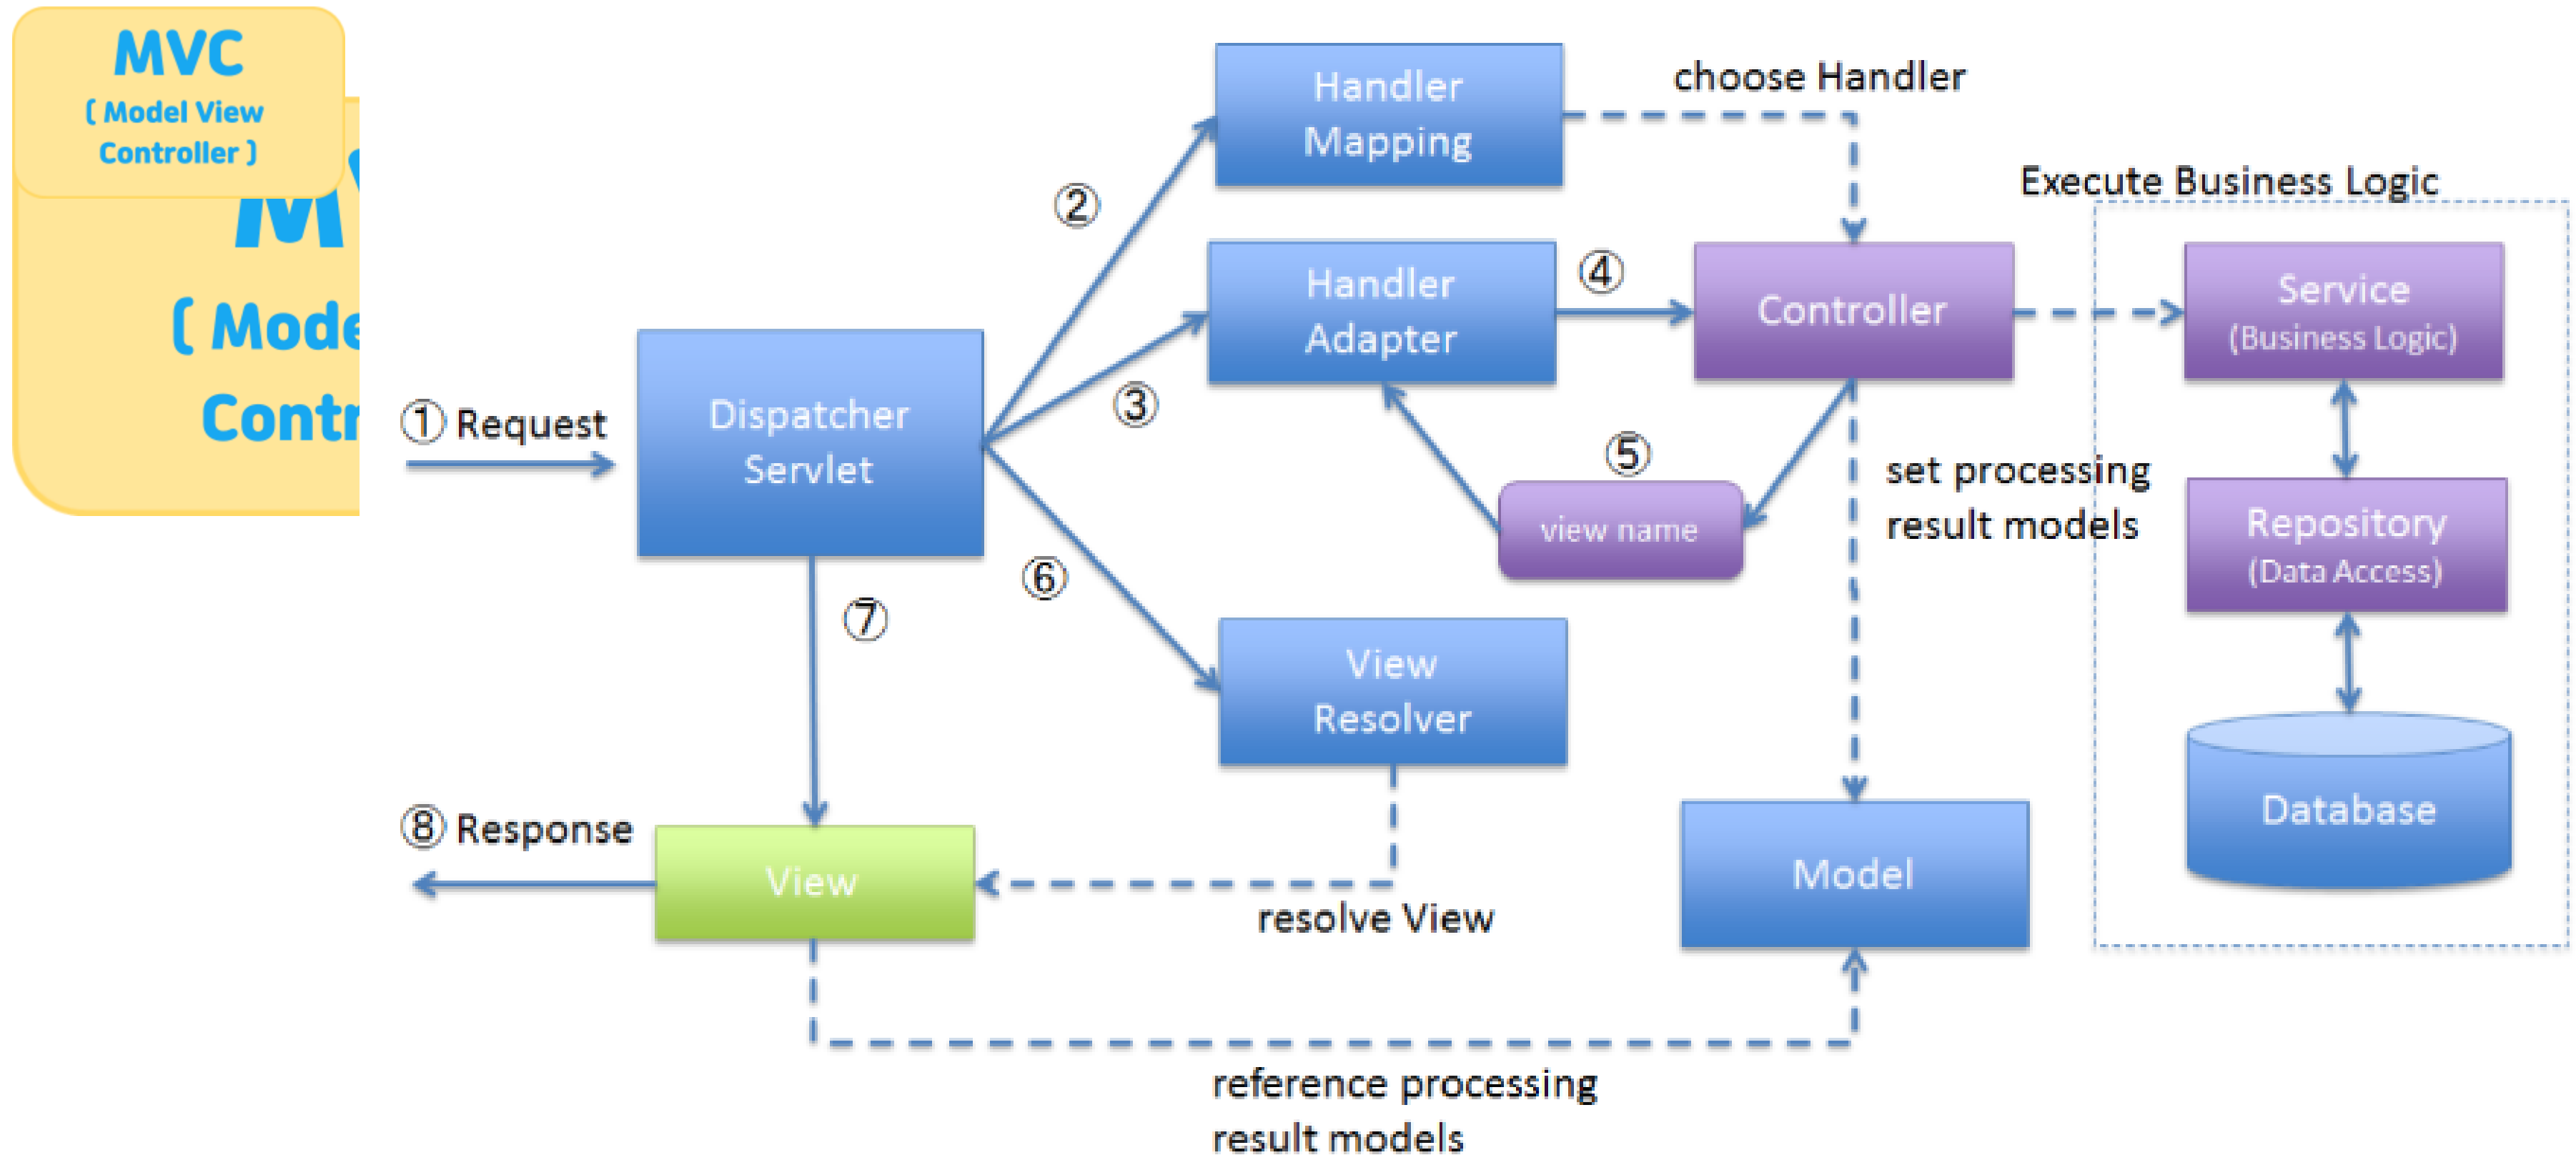 MVC
( Model View
Controller )
( Mode
Contr
① Request
Dispatcher
Servlet
②
Handler
Mapping
choose Handler
③
Handler
Adapter
④
Controller
Execute Business Logic
Service
(Business Logic)
⑤
view name
set processing
result models
Repository
(Data Access)
⑥
View
Resolver
⑦
Database
⑧ Response
View
resolve View
Model
reference processing
result models